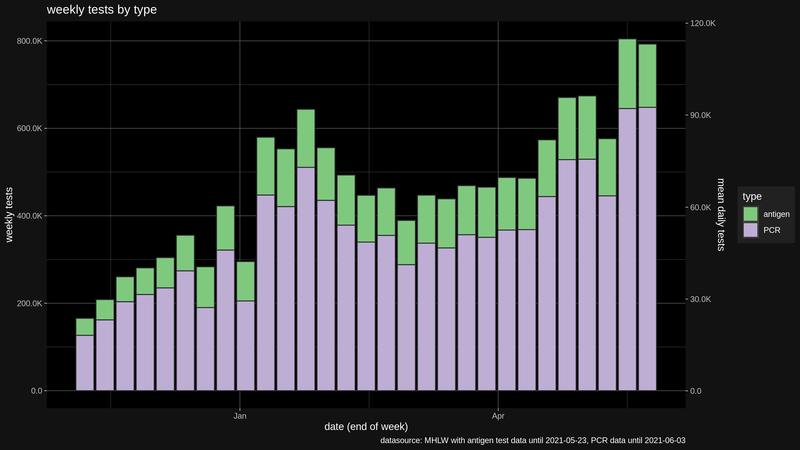 weekly tests by type
800.0K
600.0K
400.0K
200.0K
0.0
weekly tests
120.0K
90.0K
60.0K
30.0K
0.0
mean daily tests
type
antigen
PCR
Jan
Apr
date (end of week)
datasource: MHLW with antigen test data until 2021-05-23, PCR data until 2021-06-03